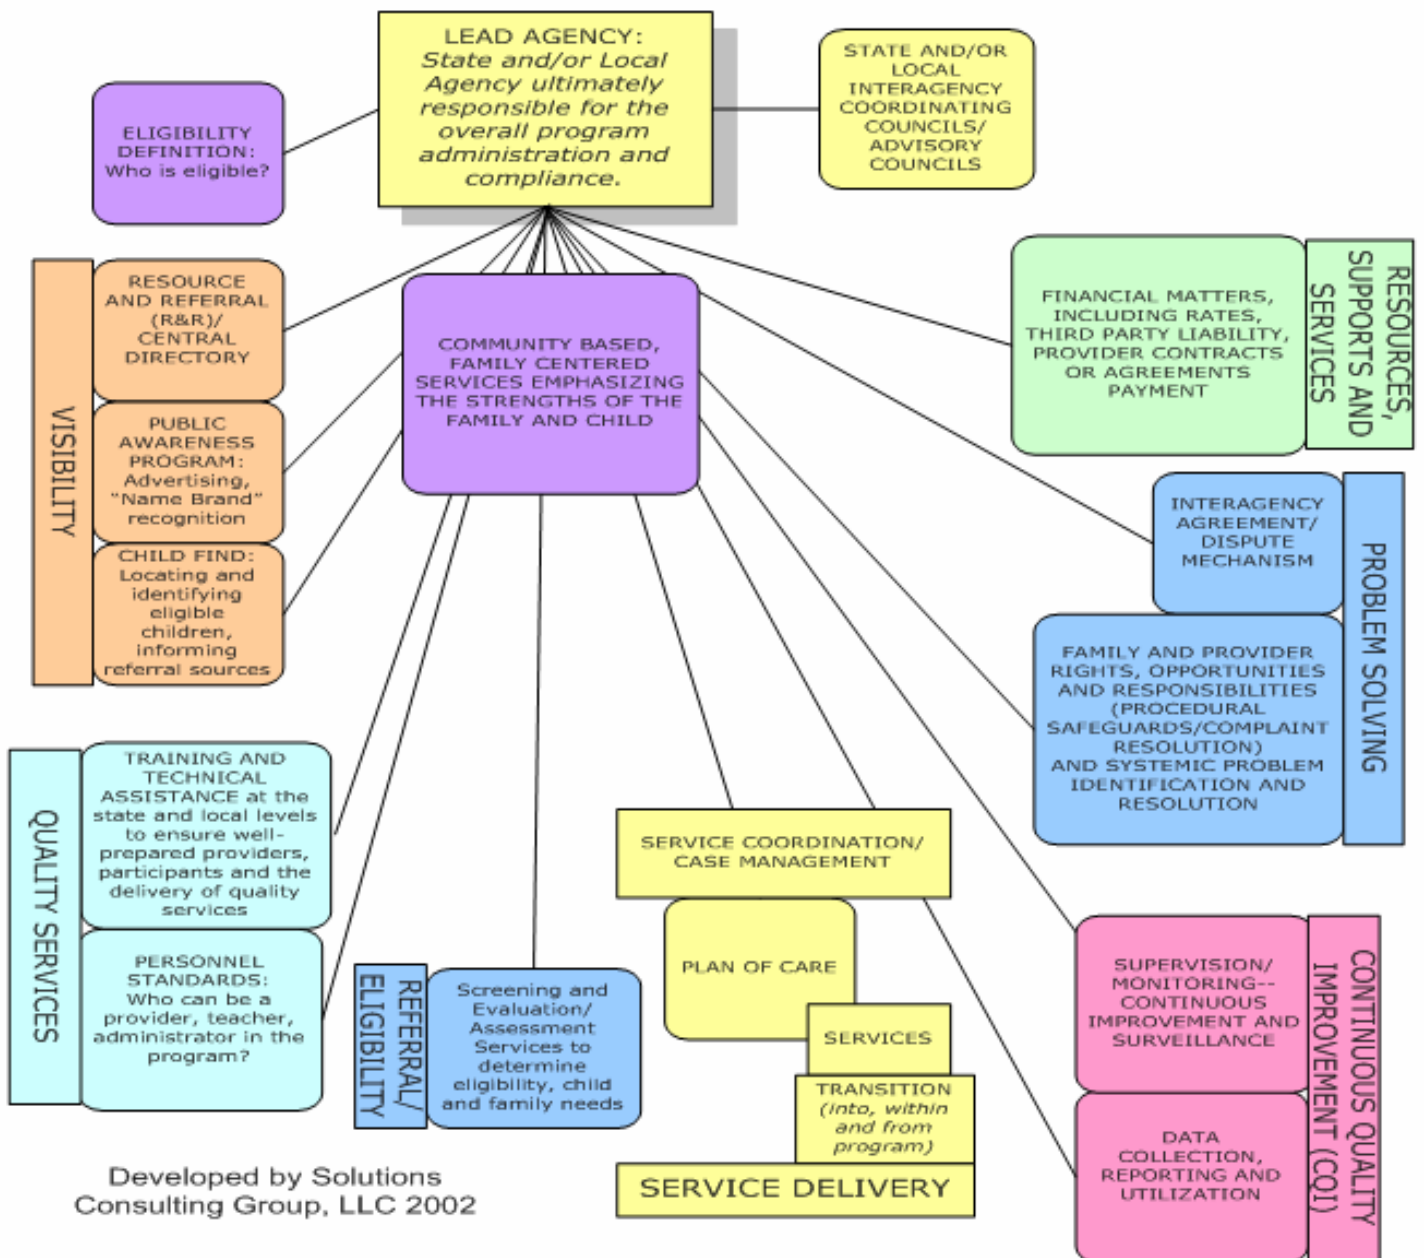 LEAD AGENCY:
State and/or Local
Agency ultimately
responsible for the
overall program
administration and
compliance.
STATE AND/OR
LOCAL
INTERAGENCY
COORDINATING
COUNCILS/
ADVISORY
COUNCILS
ELIGIBILITY
DEFINITION:
Who is eligible?
VISIBILITY
RESOURCE
AND REFERRAL
(R&R)/
CENTRAL
DIRECTORY
PUBLIC
AWARENESS
PROGRAM:
Advertising,
"Name Brand"
recognition
CHILD FIND:
Locating and
identifying
eligible
children,
informing
referral sources
COMMUNITY BASED,
FAMILY CENTERED
SERVICES EMPHASIZING
THE STRENGTHS OF THE
FAMILY AND CHILD
FINANCIAL MATTERS,
INCLUDING RATES,
THIRD PARTY LIABILITY,
PROVIDER CONTRACTS
OR AGREEMENTS
PAYMENT
RESOURCES,
SUPPORTS AND
SERVICES
INTERAGENCY
AGREEMENT/
DISPUTE
MECHANISM
FAMILY AND PROVIDER
RIGHTS, OPPORTUNITIES
AND RESPONSIBILITIES
(PROCEDURAL
SAFEGUARDS/COMPLAINT
RESOLUTION)
AND SYSTEMIC PROBLEM
IDENTIFICATION AND
RESOLUTION
PROBLEM SOLVING
QUALITY SERVICES
TRAINING AND
TECHNICAL
ASSISTANCE at the
state and local levels
to ensure well-
prepared providers,
participants and the
delivery of quality
services
PERSONNEL
STANDARDS:
Who can be a
provider, teacher,
administrator in the
program?
REFERRAL/
ELIGIBILITY
Screening and
Evaluation/
Assessment
Services to
determine
eligibility, child
and family needs
SERVICE COORDINATION/
CASE MANAGEMENT
PLAN OF CARE
SERVICES
TRANSITION
(into, within
and from
program)
SERVICE DELIVERY
SUPERVISION/
MONITORING--
CONTINUOUS
IMPROVEMENT AND
SURVEILLANCE
DATA
COLLECTION,
REPORTING AND
UTILIZATION
CONTINUOUS QUALITY
IMPROVEMENT (CQI)
Developed by Solutions
Consulting Group, LLC 2002